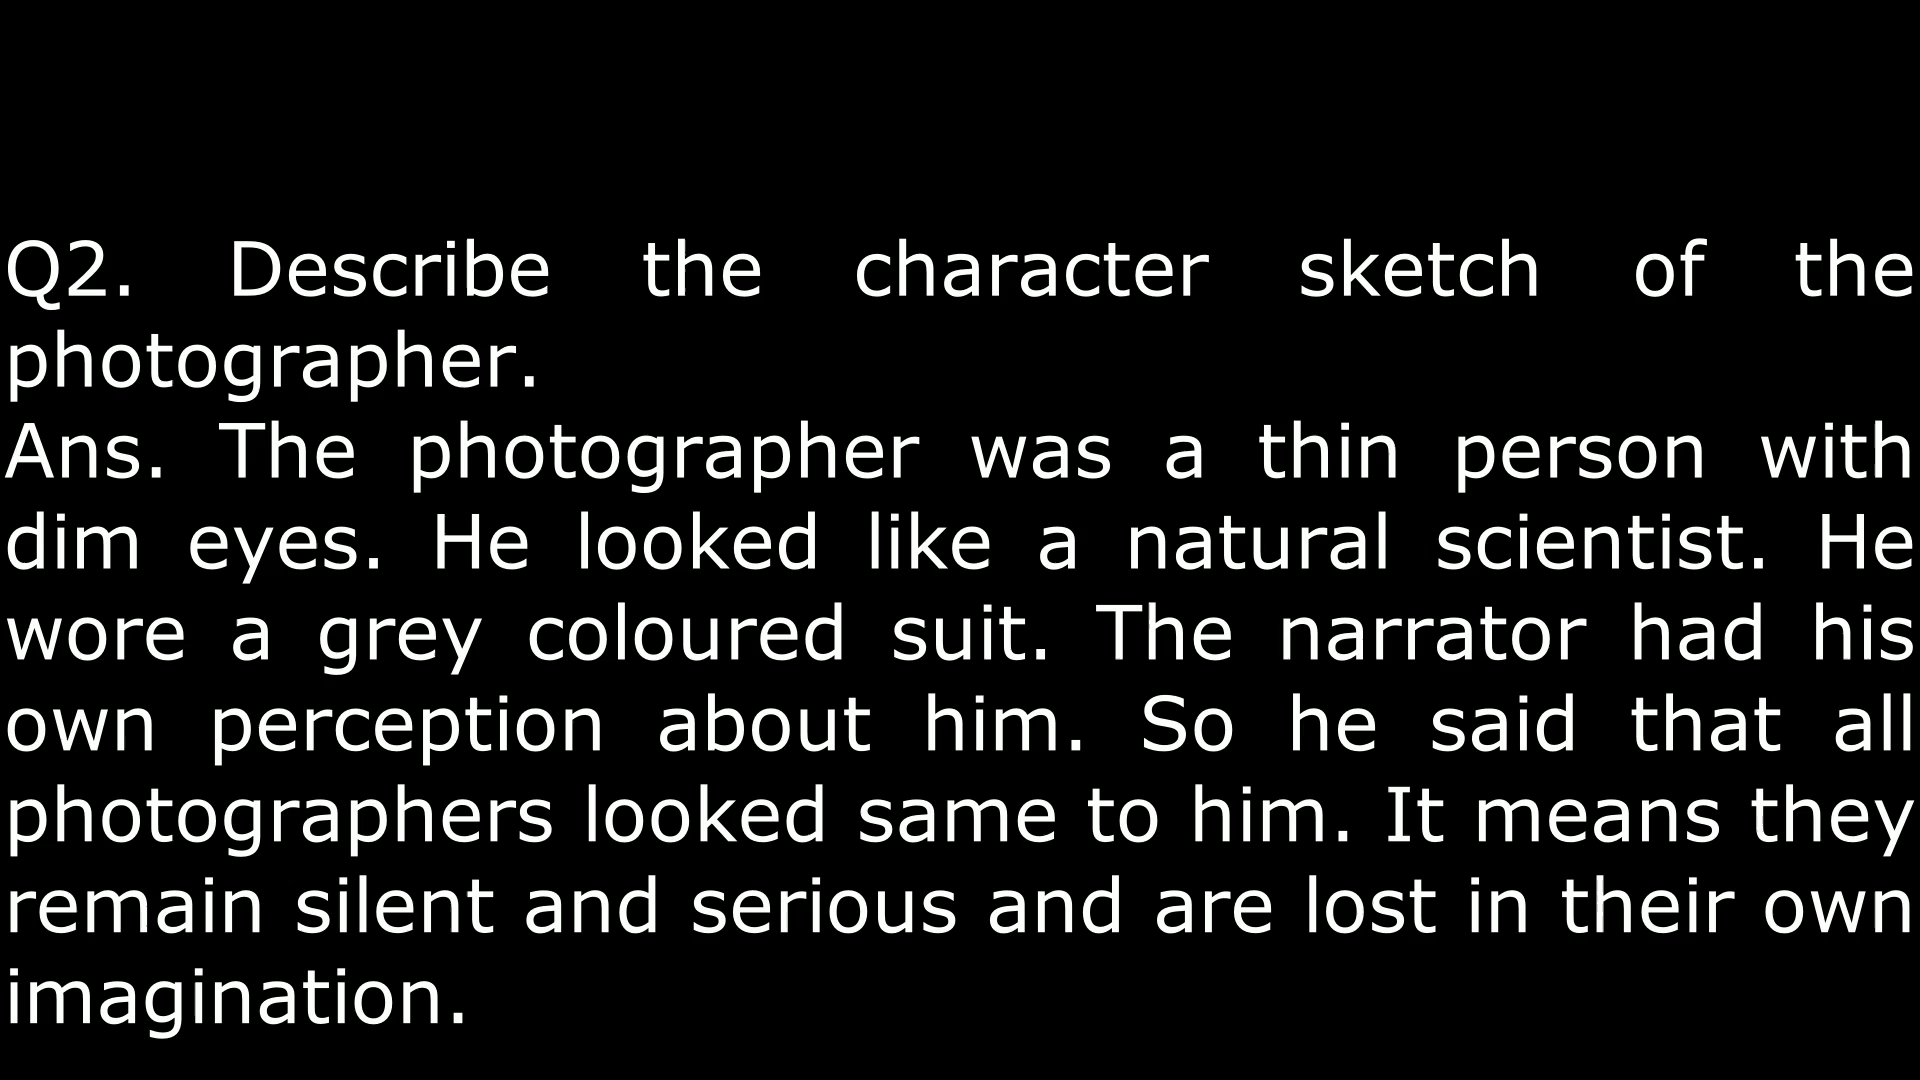 Q2. Describe the character sketch of the
photographer.
Ans. The photographer was a thin person with
dim eyes. He looked like a natural scientist. He
wore a grey coloured suit. The narrator had his
own perception about him. So he said that all
photographers looked same to him. It means they
remain silent and serious and are lost in their own
imagination.